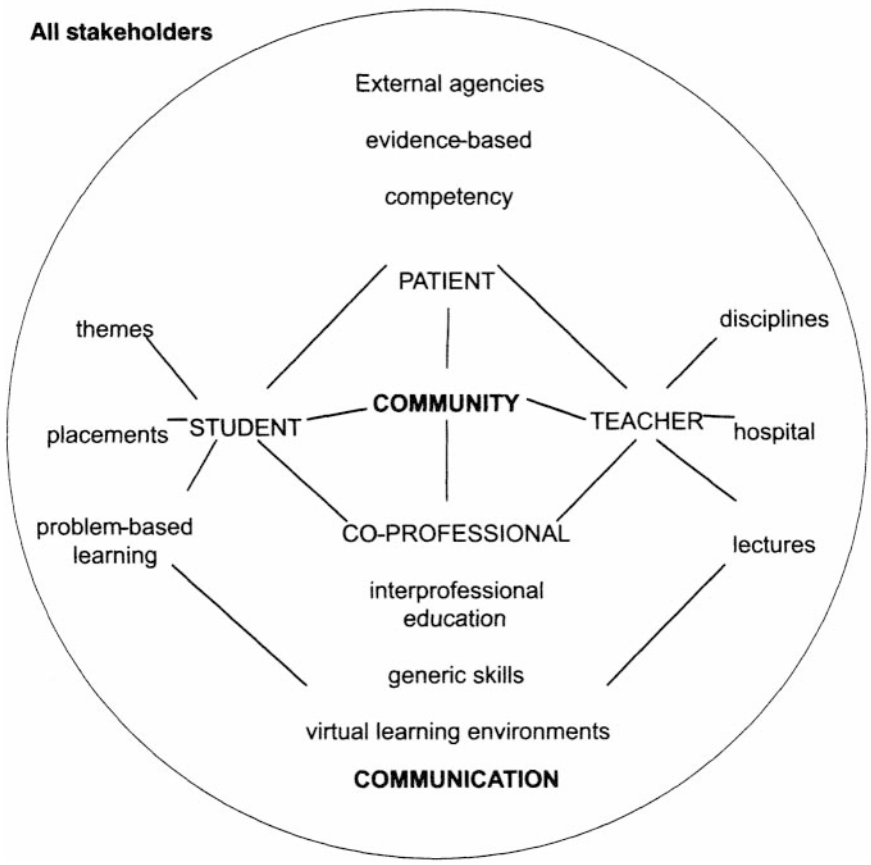 All stakeholders
External agencies
evidence-based
competency
PATIENT
themes
disciplines
COMMUNITY
STUDENT
TEACHER
placements
hospital
problem-based
learning
CO-PROFESSIONAL
lectures
interprofessional
education
generic skills
virtual learning environments
COMMUNICATION